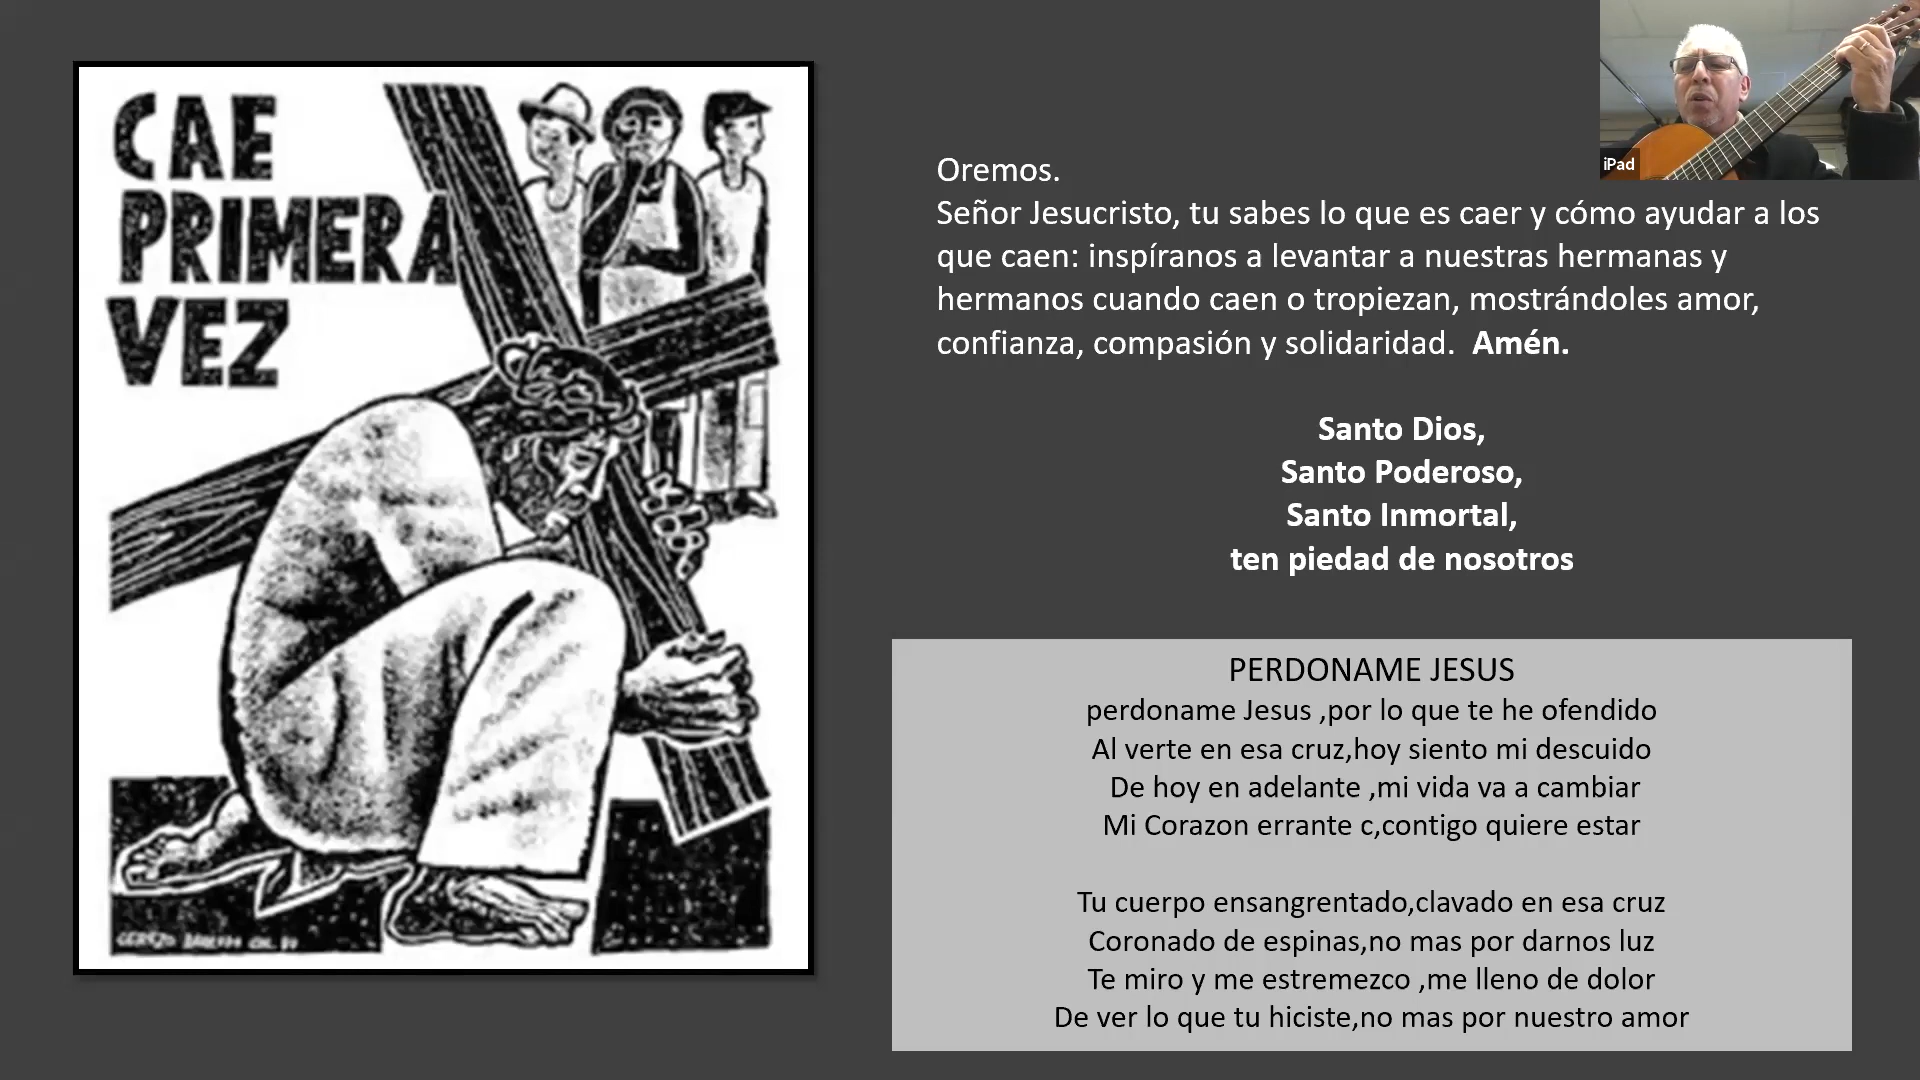 CAE
PRIMERA
VEZ
iPad
Oremos.
Señor Jesucristo, tu sabes lo que es caer y cómo ayudar a los
que caen: inspíranos a levantar a nuestras hermanas y
hermanos cuando caen o tropiezan, mostrándoles amor,
confianza, compasión y solidaridad. Amén.
Santo Dios,
Santo Poderoso,
Santo Inmortal,
ten piedad de nosotros
PERDONAME JESUS
perdoname Jesus ,por lo que te he ofendido
Al verte en esa cruz,hoy siento mi descuido
De hoy en adelante ,mi vida va a cambiar
Mi Corazon errante c,contigo quiere estar
Tu cuerpo ensangrentado,clavado en esa cruz
Coronado de espinas,no mas por darnos luz
Te miro y me estremezco ,me lleno de dolor
De ver lo que tu hiciste,no mas por nuestro amor